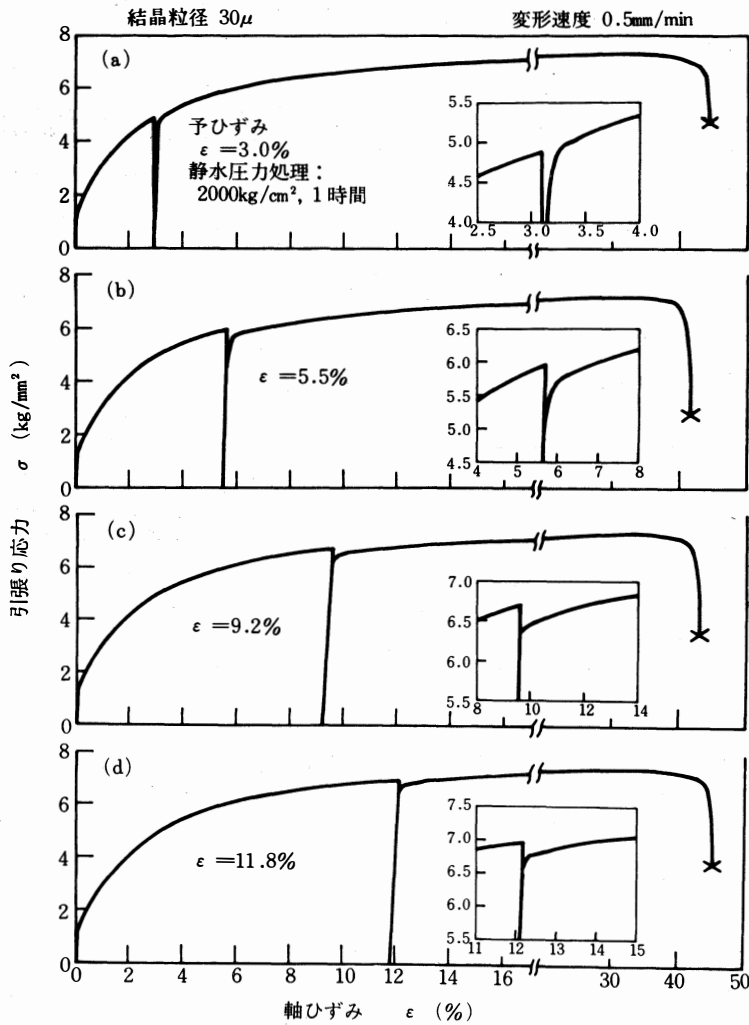 結晶粒径 30μ
変形速度 0.5mm/min
8
(a)
6
4
2
0
予ひずみ
ε =3.0%
静水圧力処理:
2000kg/cm², 1時間
5.5
5.0
4.5
4.0
2.5 3.0 3.5 4.0
8
(b)
6
4
2
0
ε =5.5%
6.5
6.0
5.5
5.0
4.5
4 5 6 7 8
引張り応力 σ (kg/mm²)
8
(c)
6
4
2
0
ε =9.2%
7.0
6.5
6.0
5.5
8 10 12 14
8
(d)
6
4
2
0
ε =11.8%
7.5
7.0
6.5
6.0
5.5
11 12 13 14 15
0 2 4 6 8 10 12 14 16 30 40 50
軸ひずみ ε (%)